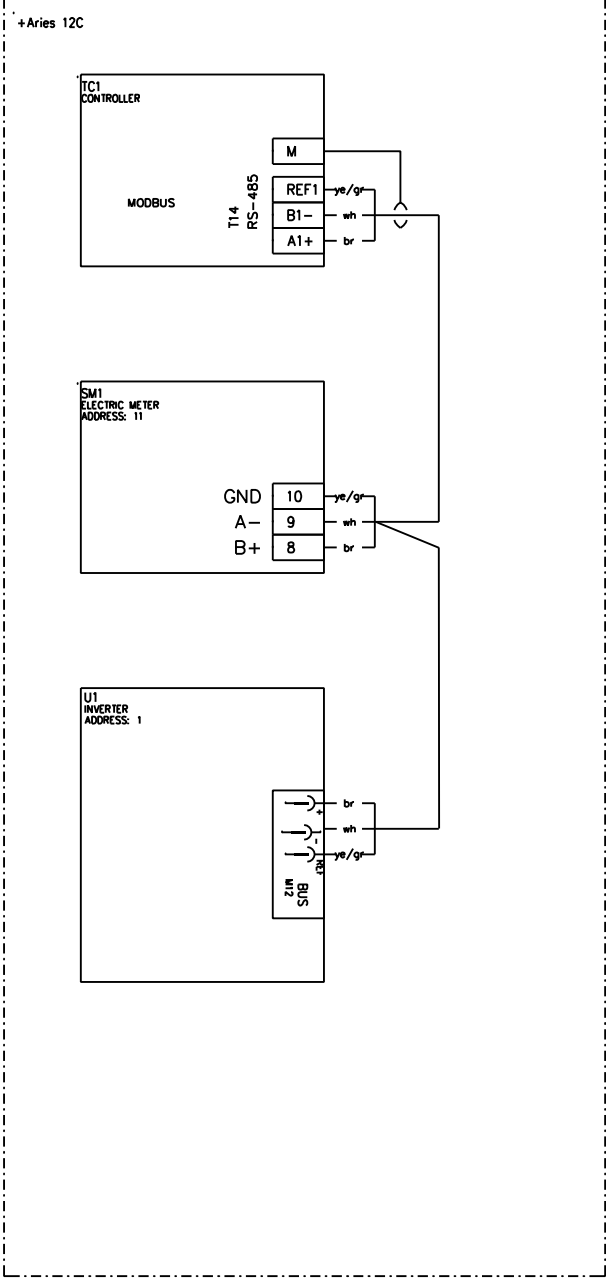 +Aries 12C
TC1
CONTROLLER
M
REF1 ye/gr
MODBUS
T14
RS-485
B1- wh
A1+ br
SM1
ELECTRIC METER
ADDRESS: 11
GND 10 ye/gr
A- 9 wh
B+ 8 br
U1
INVERTER
ADDRESS: 1
+ br
- wh
ye/gr
BUS
M12